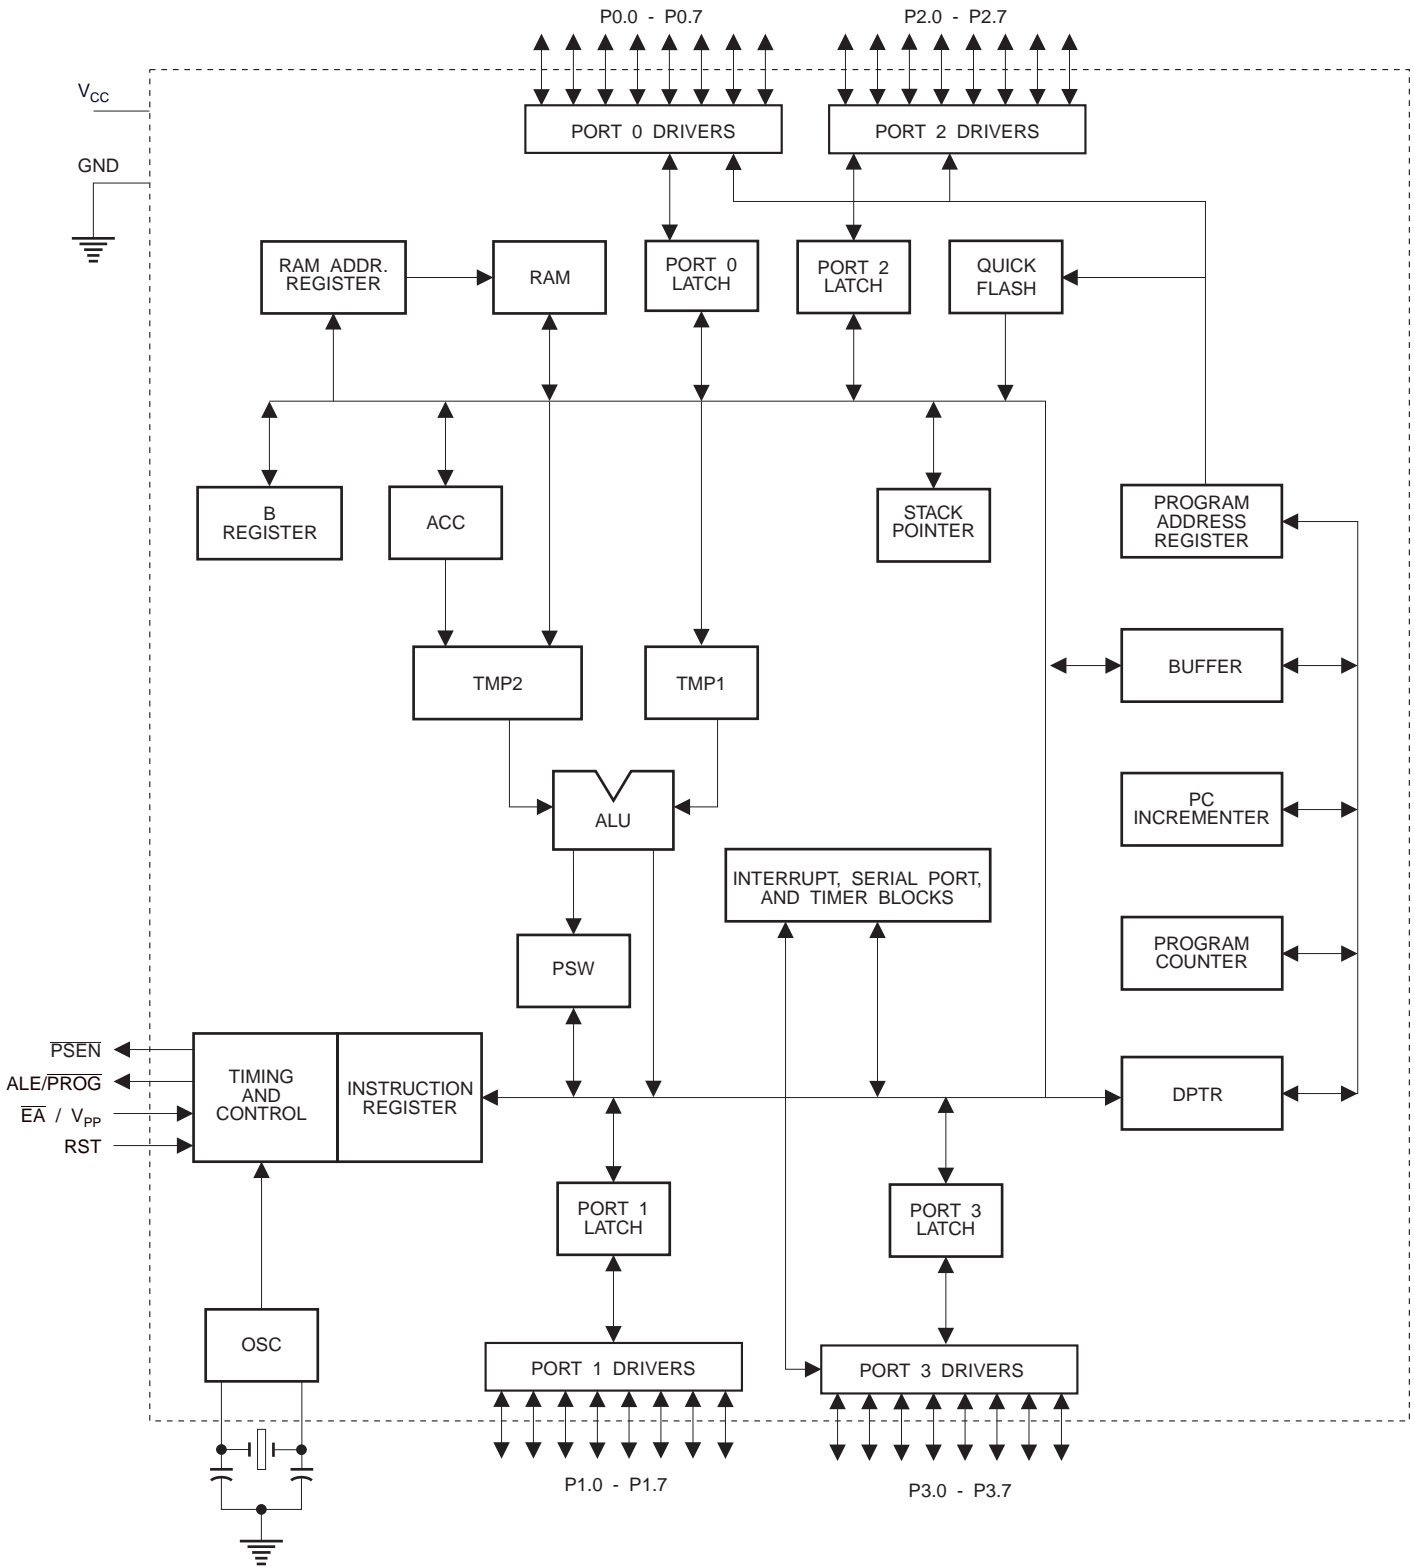 P0.0 - P0.7
P2.0 - P2.7
VCC
PORT 0 DRIVERS
PORT 2 DRIVERS
GND
RAM ADDR.
REGISTER
RAM
PORT 0
LATCH
PORT 2
LATCH
QUICK
FLASH
B
REGISTER
ACC
STACK
POINTER
PROGRAM
ADDRESS
REGISTER
TMP2
TMP1
BUFFER
ALU
PC
INCREMENTER
INTERRUPT, SERIAL PORT,
AND TIMER BLOCKS
PSW
PROGRAM
COUNTER
PSEN
ALE/PROG
EA / VPP
RST
TIMING
AND
CONTROL
INSTRUCTION
REGISTER
DPTR
PORT 1
LATCH
PORT 3
LATCH
OSC
PORT 1 DRIVERS
PORT 3 DRIVERS
P1.0 - P1.7
P3.0 - P3.7